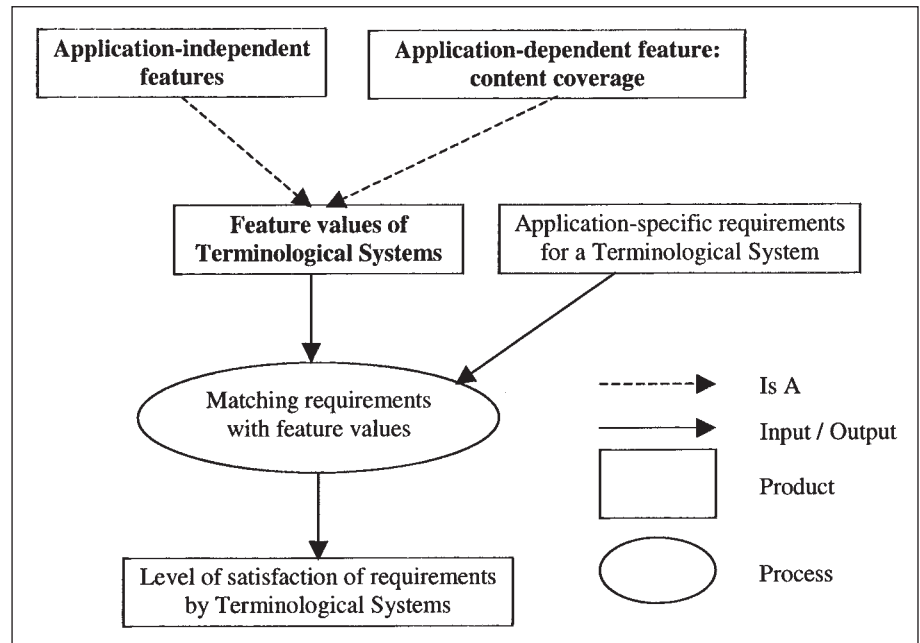 Application-independent
features
Application-dependent feature:
content coverage
Feature values of
Terminological Systems
Application-specific requirements
for a Terminological System
Matching requirements
with feature values
Level of satisfaction of requirements
by Terminological Systems
Is A
Input / Output
Product
Process